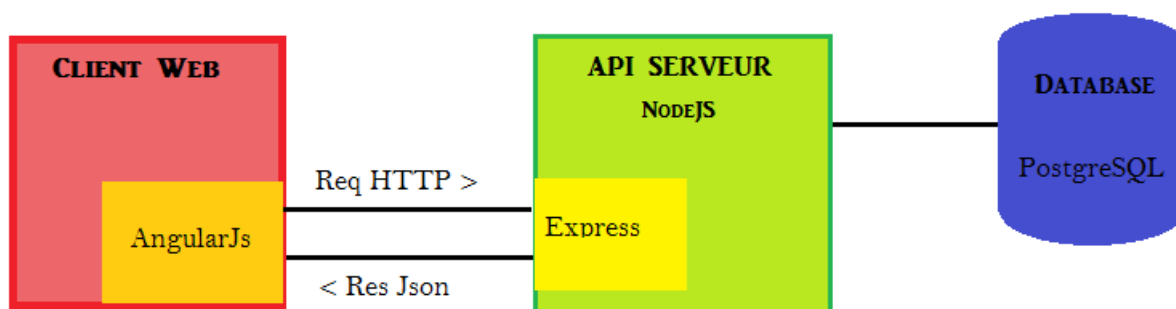 CLIENT WEB
AngularJs
Req HTTP >
< Res Json
API SERVEUR
NODEJS
Express
DATABASE
PostgreSQL